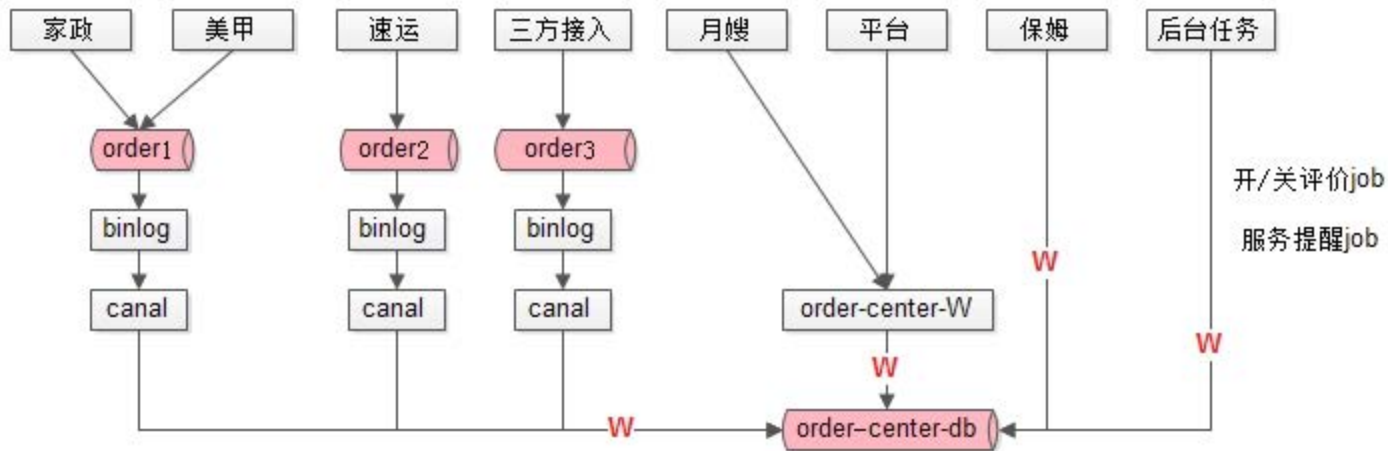 家政 美甲 速运 三方接入 月嫂 平台 保姆 后台任务
order1 order2 order3
开/关评价job
binlog binlog binlog
服务提醒job
W
canal canal canal order-center-W
W
W
W order-center-db